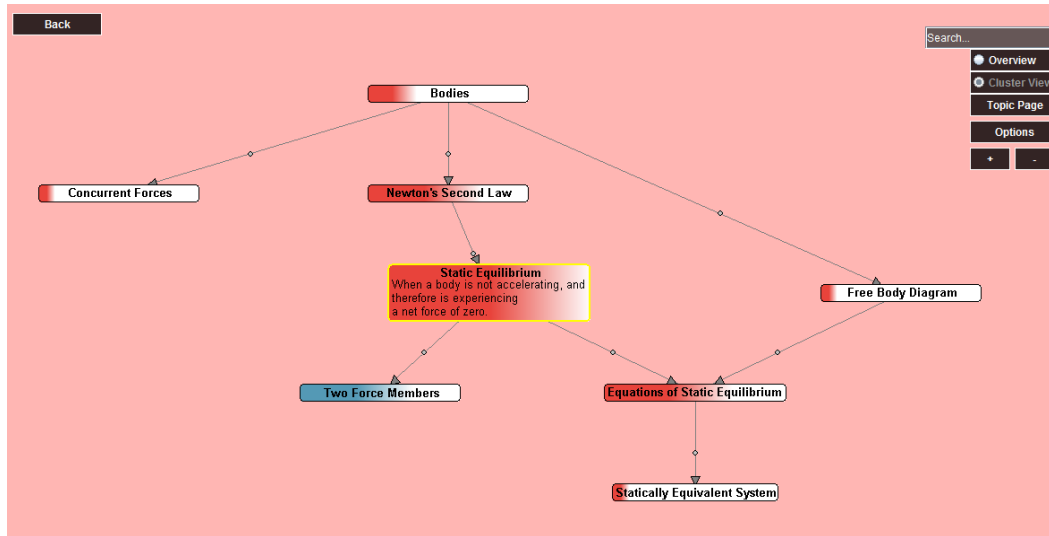 Back
Search...
Overview
Cluster View
Topic Page
Options
+ -
Bodies
Concurrent Forces
Newton's Second Law
Static Equilibrium
When a body is not accelerating, and
therefore is experiencing
a net force of zero.
Free Body Diagram
Two Force Members
Equations of Static Equilibrium
Statically Equivalent System